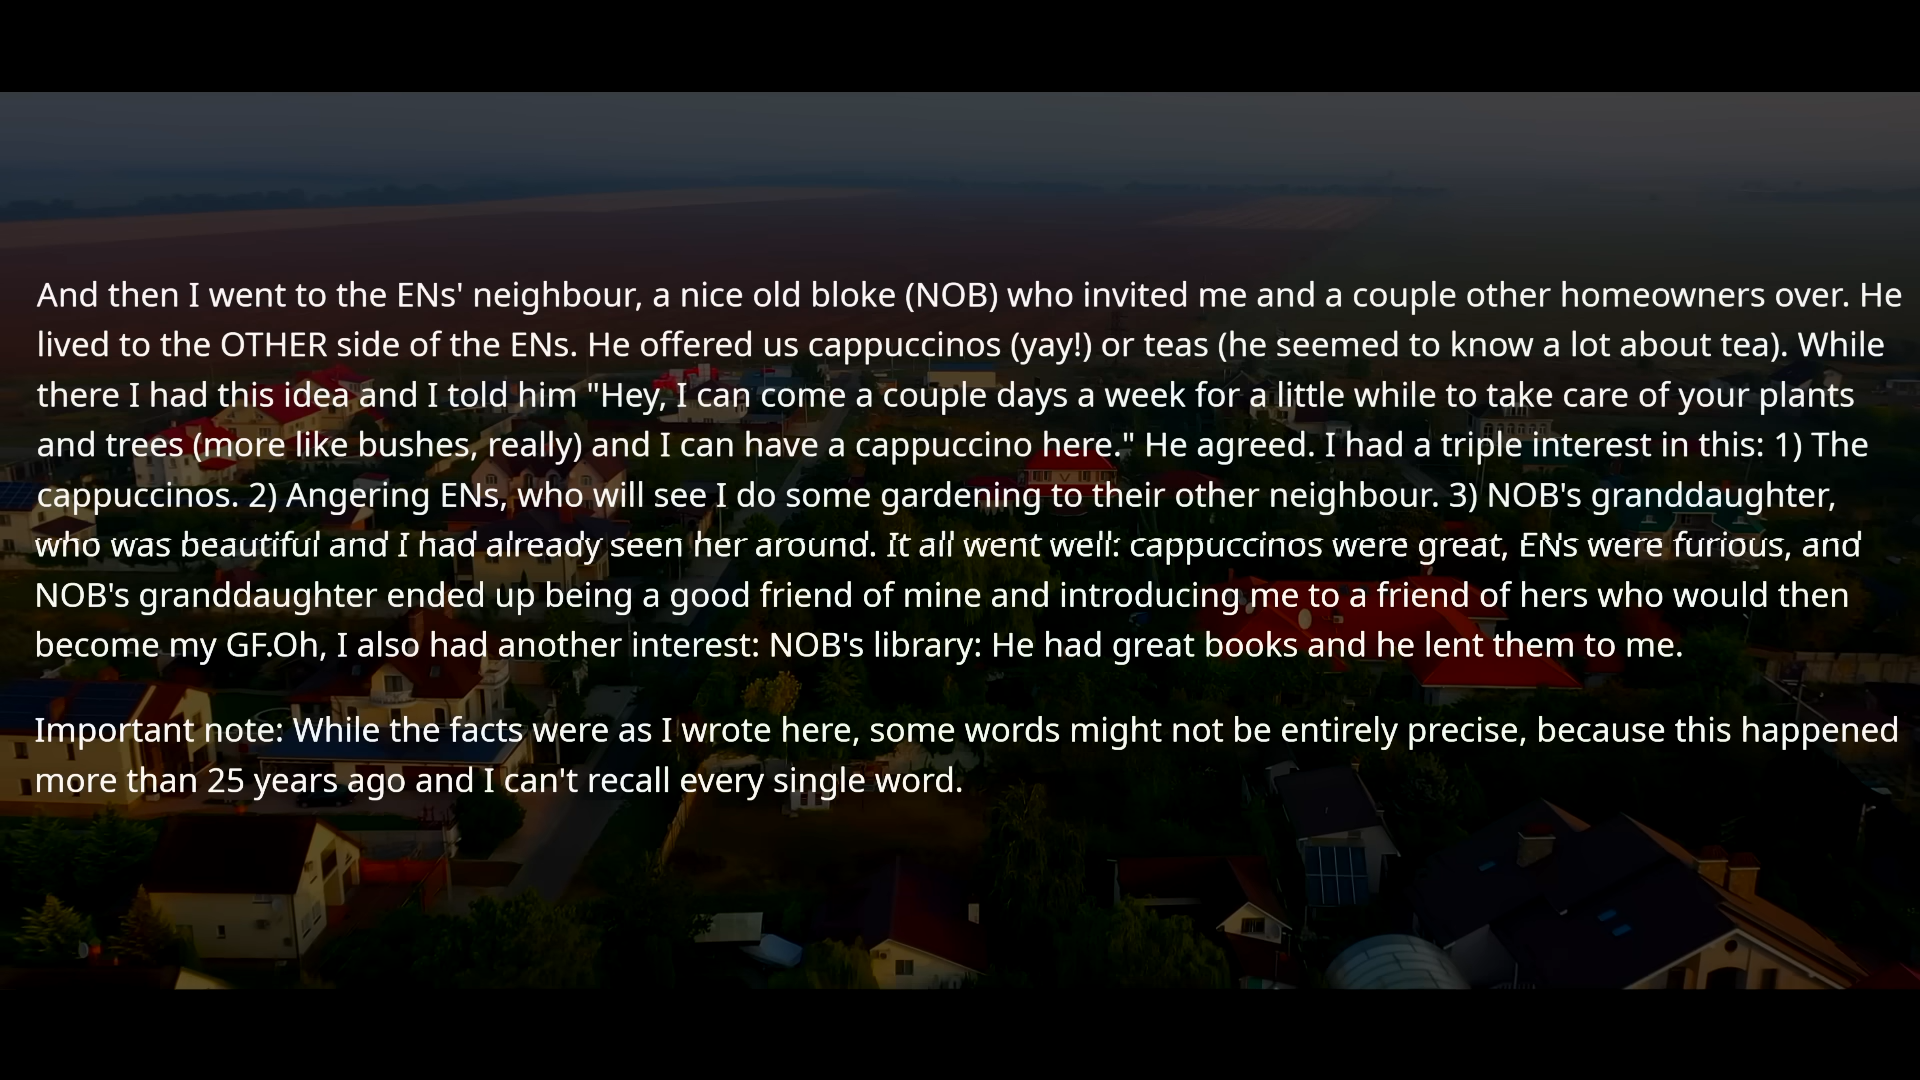 And then I went to the ENs' neighbour, a nice old bloke (NOB) who invited me and a couple other homeowners over. He
lived to the OTHER side of the ENs. He offered us cappuccinos (yay!) or teas (he seemed to know a lot about tea). While
there I had this idea and I told him "Hey, I can come a couple days a week for a little while to take care of your plants
and trees (more like bushes, really) and I can have a cappuccino here." He agreed. I had a triple interest in this: 1) The
cappuccinos. 2) Angering ENs, who will see I do some gardening to their other neighbour. 3) NOB's granddaughter,
who was beautiful and I had already seen her around. It all went well: cappuccinos were great, ENs were furious, and
NOB's granddaughter ended up being a good friend of mine and introducing me to a friend of hers who would then
become my GF.Oh, I also had another interest: NOB's library: He had great books and he lent them to me.
Important note: While the facts were as I wrote here, some words might not be entirely precise, because this happened
more than 25 years ago and I can't recall every single word.